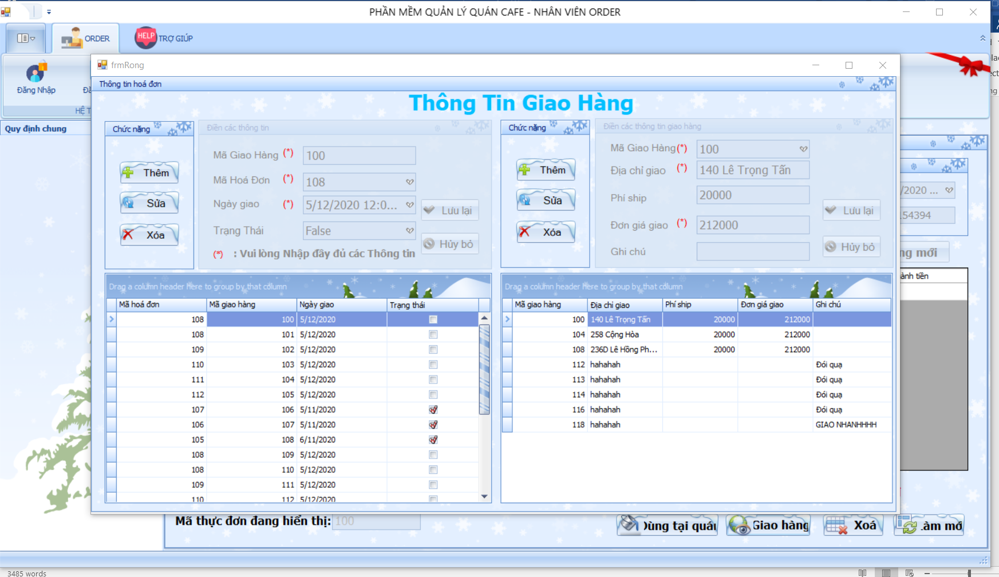 PHẦN MỀM QUẢN LÝ QUÁN CAFE - NHÂN VIÊN ORDER
ORDER
HELP TRỢ GIÚP
Đăng Nhập
HỆ T
Quy định chung
frmRong
Thông tin hoá đơn
Thông Tin Giao Hàng
Chức năng
Thêm
Sửa
Xóa
Điền các thông tin
Mã Giao Hàng (*) 100
Mã Hoá Đơn (*) 108
Ngày giao (*) 5/12/2020 12:0...
Trạng Thái False
(*) : Vui lòng Nhập đầy đủ các Thông tin
Lưu lại
Hủy bỏ
Chức năng
Thêm
Sửa
Xóa
Điền các thông tin giao hàng
Mã Giao Hàng(*) 100
Địa chỉ giao (*) 140 Lê Trọng Tấn
Phí ship 20000
Đơn giá giao (*) 212000
Ghi chú
Lưu lại
Hủy bỏ
/2020 ...
54394
ng mới
ành tiền
Drag a column header here to group by that column
Mã hoá đơn Mã giao hàng Ngày giao Trạng thái
108 100 5/12/2020
108 101 5/12/2020
109 102 5/12/2020
110 103 5/12/2020
111 104 5/12/2020
112 105 5/12/2020
107 106 5/11/2020
106 107 5/11/2020
105 108 6/11/2020
108 109 5/12/2020
108 110 5/12/2020
109 111 5/12/2020
110 112 5/12/2020
Drag a column header here to group by that column
Mã giao hàng Địa chỉ giao Phí ship Đơn giá giao Ghi chú
100 140 Lê Trọng Tấn 20000 212000
104 258 Cộng Hòa 20000 212000
108 236D Lê Hồng Ph... 20000 212000
112 hahahah Đói quạ
113 hahahah Đói quạ
114 hahahah Đói quạ
116 hahahah Đói quạ
118 hahahah GIAO NHANHHHH
Mã thực đơn đang hiển thị: 100
Dùng tại quán
Giao hàng
Xoá
àm mớ
3485 words